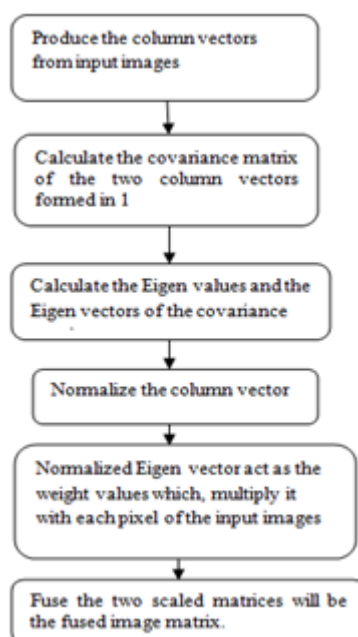 Produce the column vectors
from input images
Calculate the covariance matrix
of the two column vectors
formed in 1
Calculate the Eigen values and the
Eigen vectors of the covariance
Normalize the column vector
Normalized Eigen vector act as the
weight values which, multiply it
with each pixel of the input images
Fuse the two scaled matrices will be
the fused image matrix.